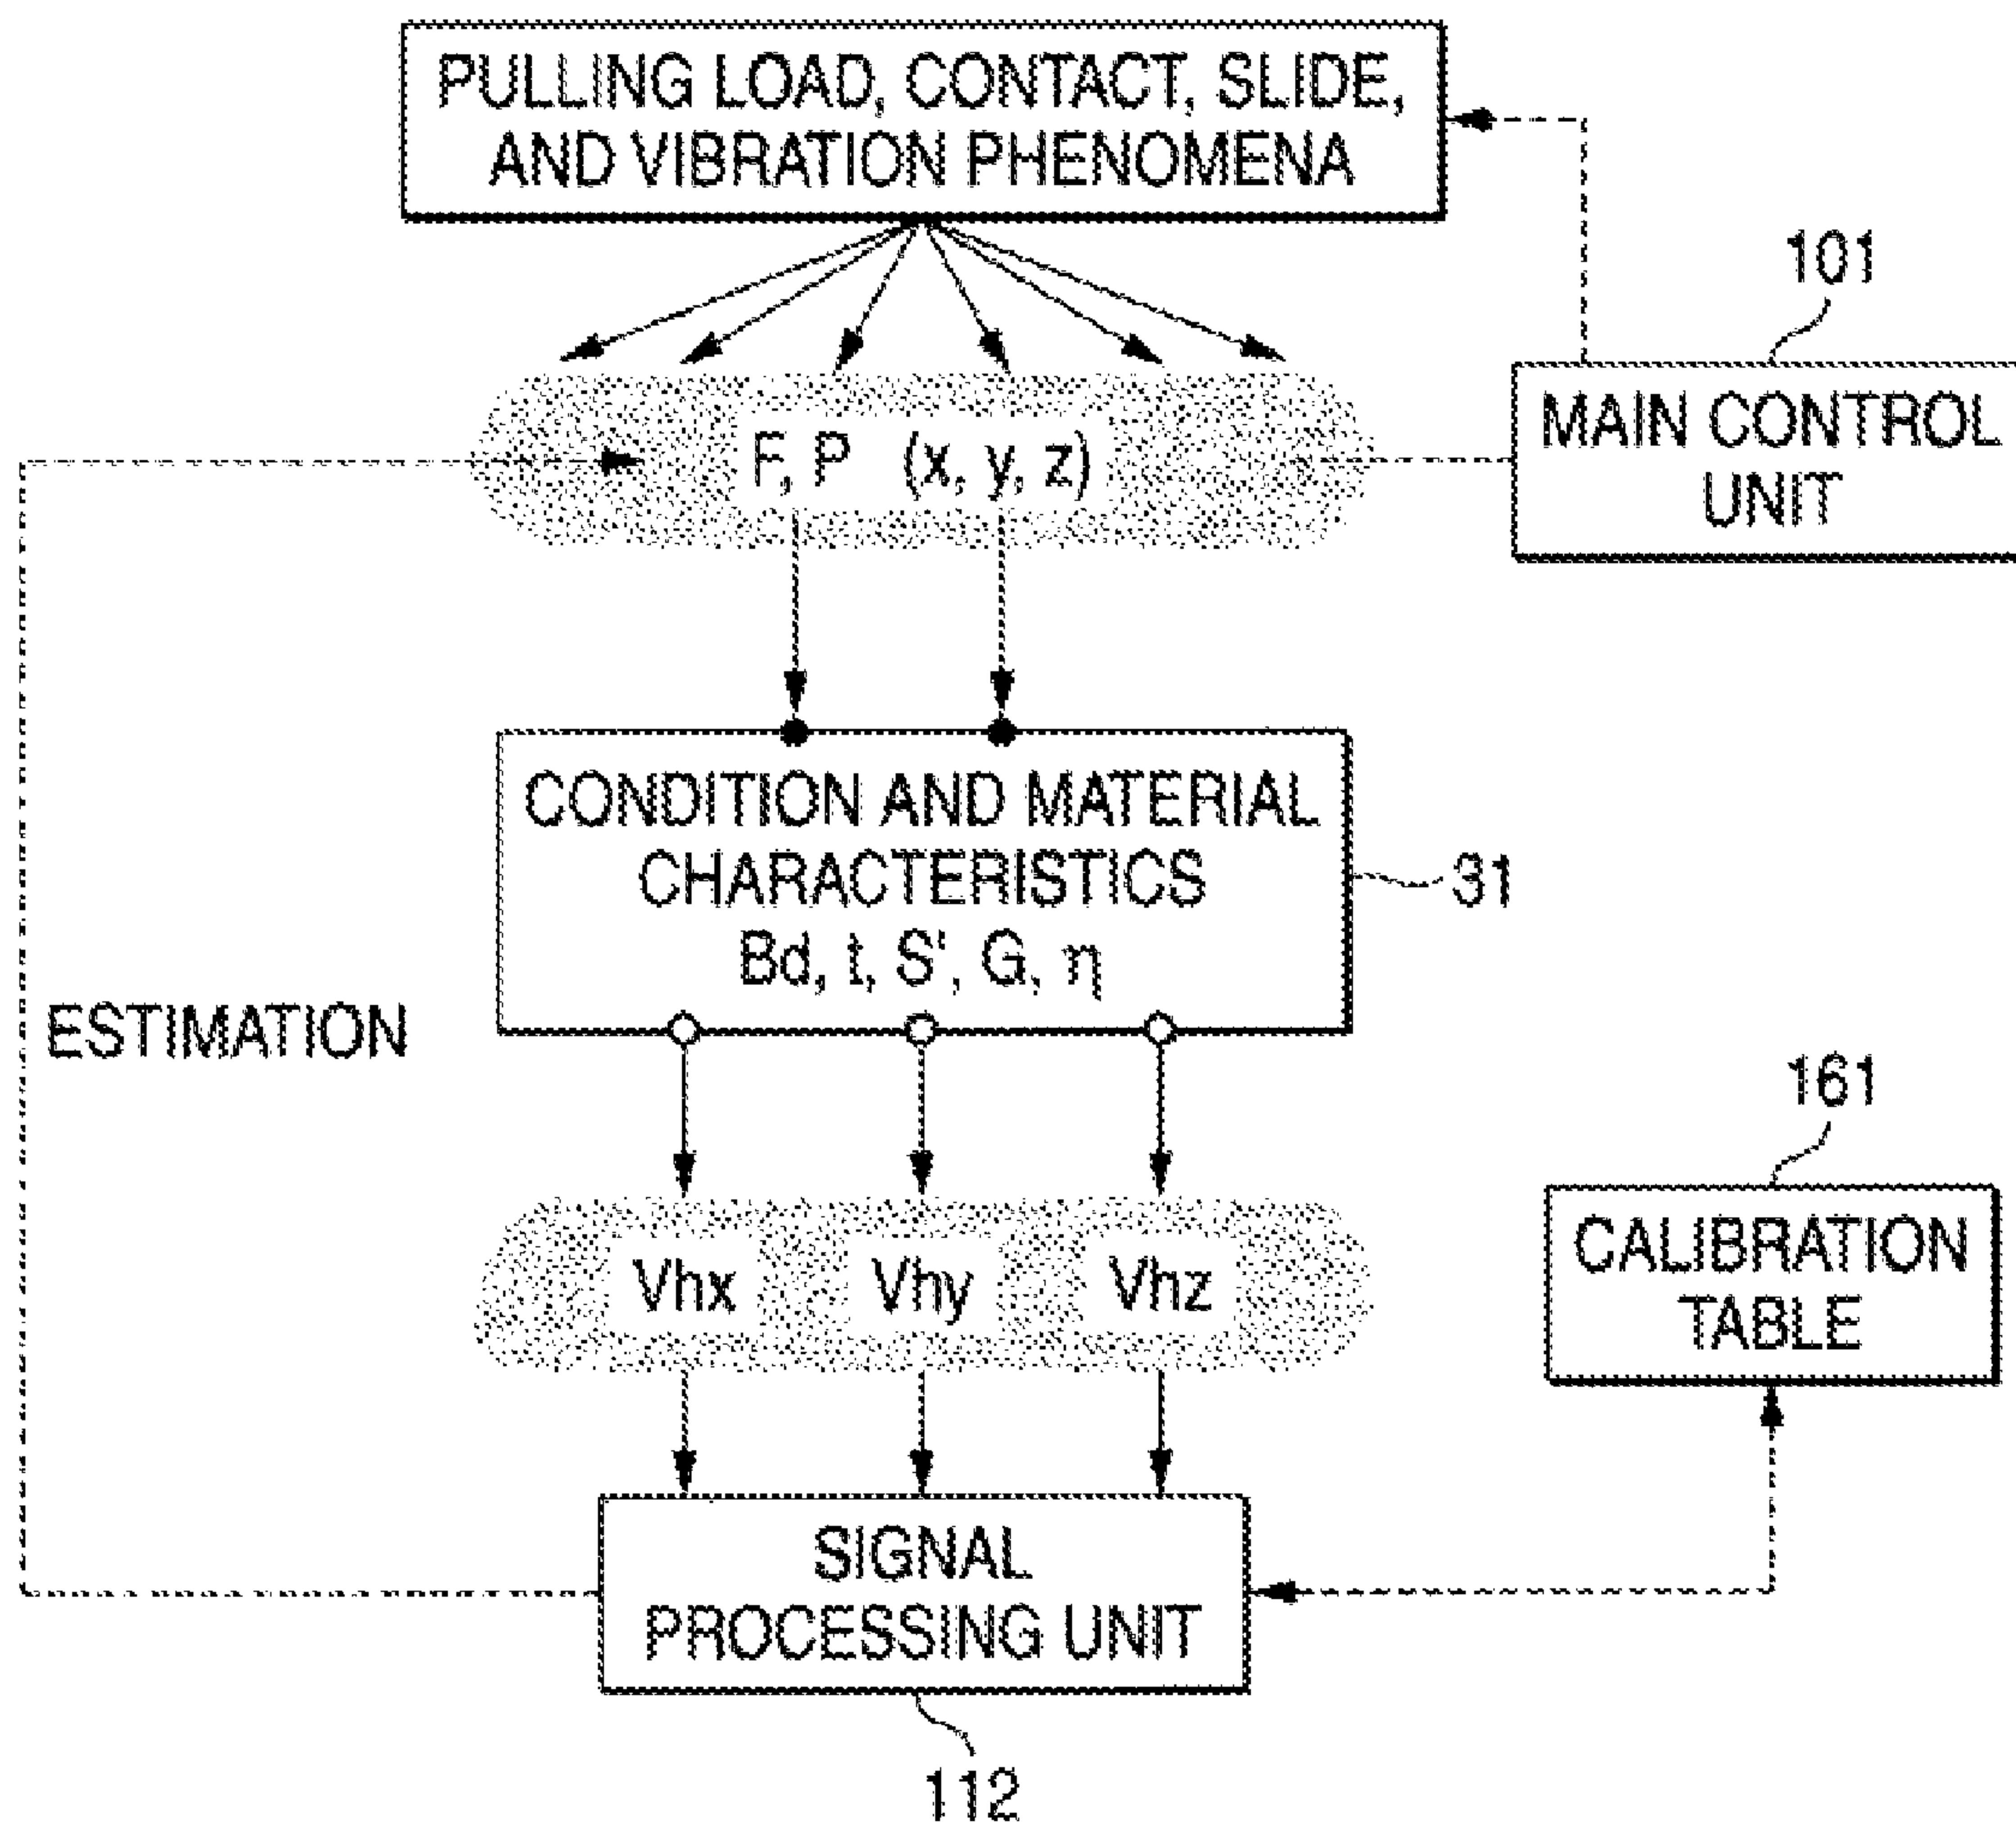 PULLING LOAD, CONTACT, SLIDE,
AND VIBRATION PHENOMENA
101
MAIN CONTROL
UNIT
F, P (x, y, z)
CONDITION AND MATERIAL
CHARACTERISTICS
Bd, t, S', G, η
31
ESTIMATION
161
CALIBRATION
TABLE
Vhx Vhy Vhz
SIGNAL
PROCESSING UNIT
112